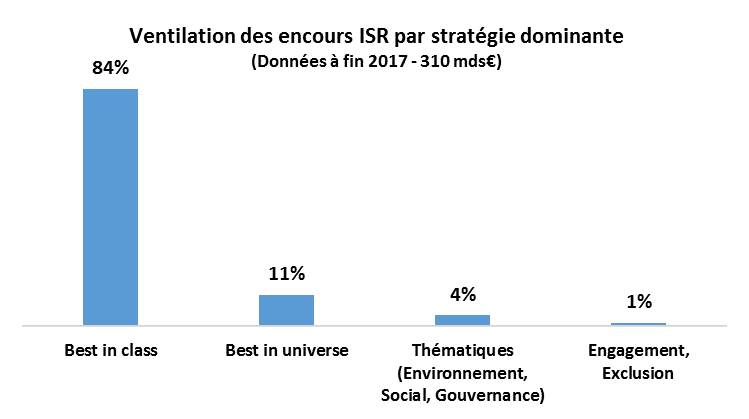 Ventilation des encours ISR par stratégie dominante
(Données à fin 2017 - 310 mds€)
84%
11%
4%
1%
Best in class
Best in universe
Thématiques
(Environnement,
Social, Gouvernance)
Engagement,
Exclusion